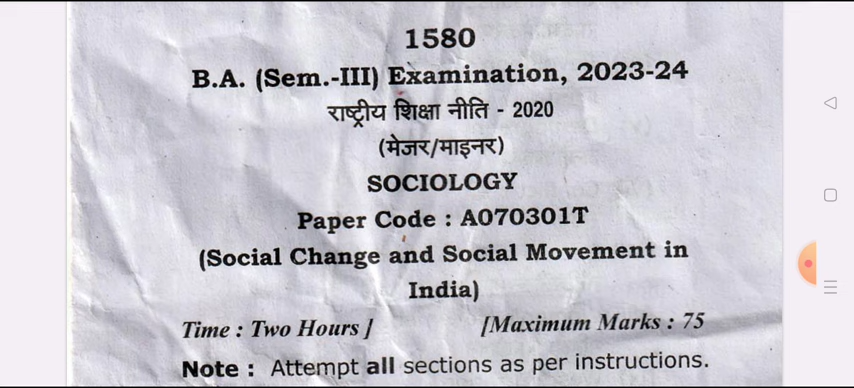 1580
B.A. (Sem.-III) Examination, 2023-24
राष्ट्रीय शिक्षा नीति - 2020
(मेजर/माइनर)
SOCIOLOGY
Paper Code : A070301T
(Social Change and Social Movement in
India)
Time : Two Hours ] [Maximum Marks : 75
Note : Attempt all sections as per instructions.